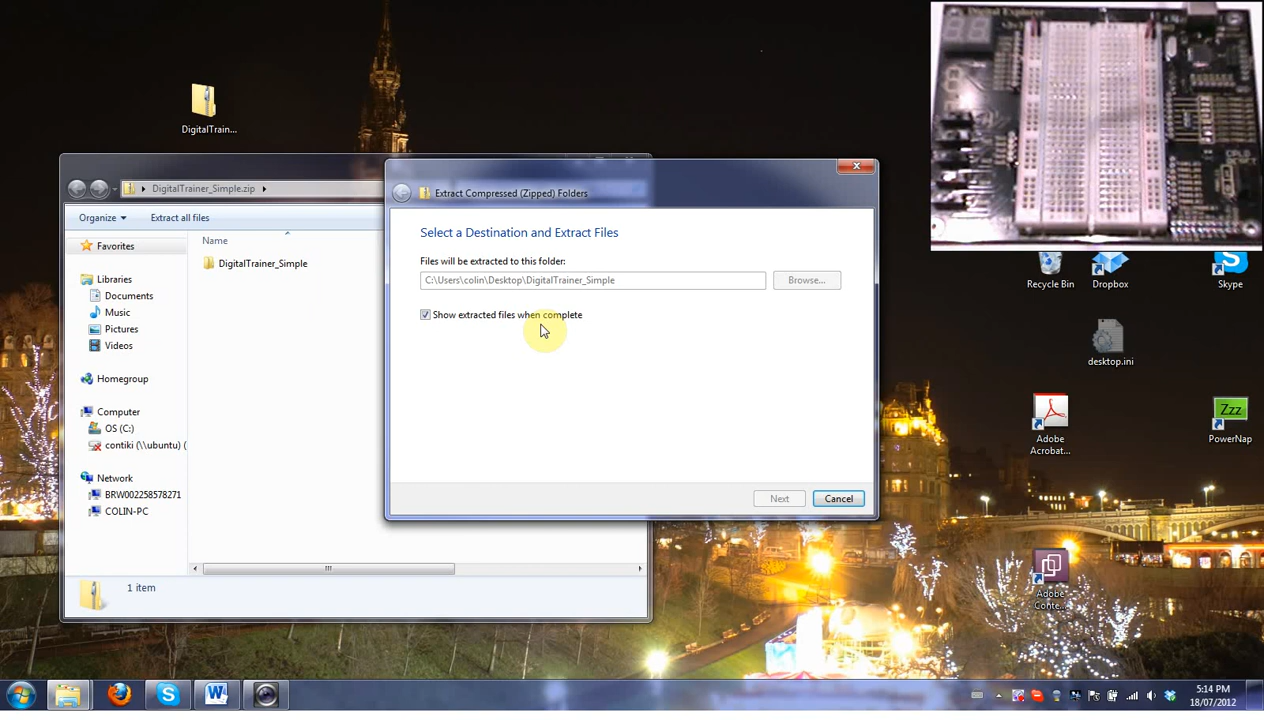 Digital Explorer
DigitalTrain...
DigitalTrainer_Simple.zip
Organize
Extract all files
Favorites
Libraries
Documents
Music
Pictures
Videos
Homegroup
Computer
OS (C:)
contiki (\\ubuntu) (
Network
BRW002258578271
COLIN-PC
Name
DigitalTrainer_Simple
1 item
Extract Compressed (Zipped) Folders
Select a Destination and Extract Files
Files will be extracted to this folder:
C:\Users\colin\Desktop\DigitalTrainer_Simple
Browse...
Show extracted files when complete
Next
Cancel
Recycle Bin
Dropbox
Skype
desktop.ini
Adobe
Acrobat...
Zzz
PowerNap
Adobe
Conte...
5:14 PM
18/07/2012